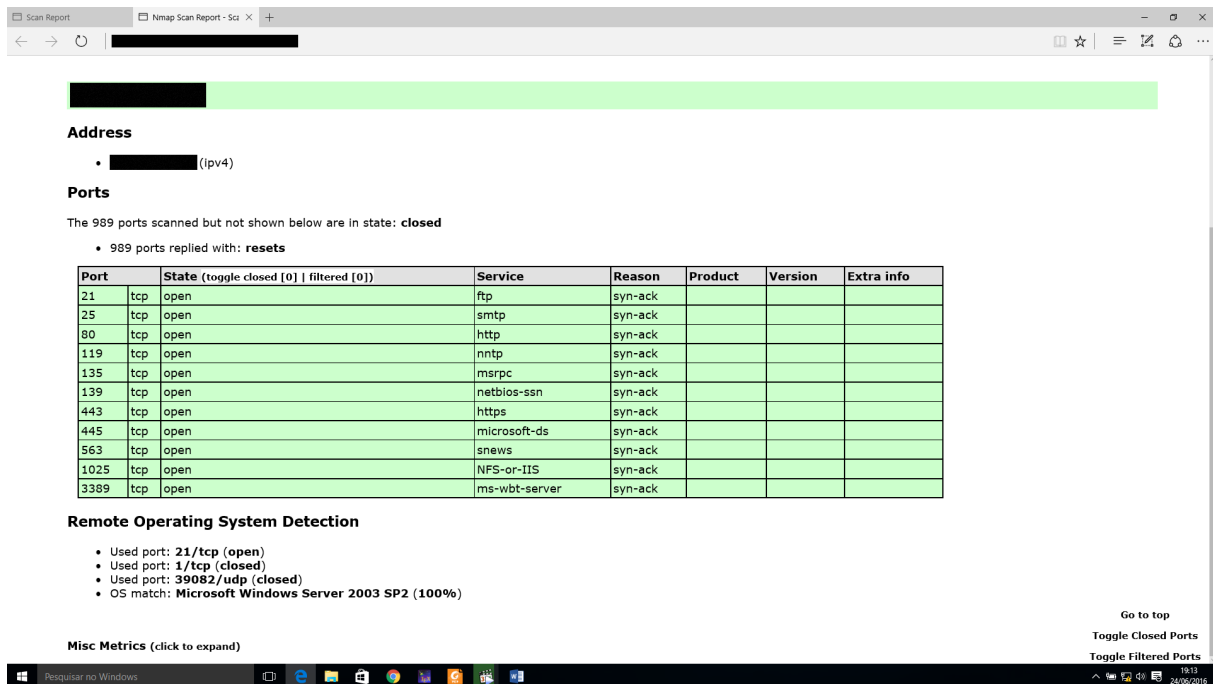 Scan Report
Nmap Scan Report - Sca
Address
(ipv4)
Ports
The 989 ports scanned but not shown below are in state: closed
989 ports replied with: resets
Port State (toggle closed [0] | filtered [0]) Service Reason Product Version Extra info
21 tcp open ftp syn-ack
25 tcp open smtp syn-ack
80 tcp open http syn-ack
119 tcp open nntp syn-ack
135 tcp open msrpc syn-ack
139 tcp open netbios-ssn syn-ack
443 tcp open https syn-ack
445 tcp open microsoft-ds syn-ack
563 tcp open snews syn-ack
1025 tcp open NFS-or-IIS syn-ack
3389 tcp open ms-wbt-server syn-ack
Remote Operating System Detection
Used port: 21/tcp (open)
Used port: 1/tcp (closed)
Used port: 39082/udp (closed)
OS match: Microsoft Windows Server 2003 SP2 (100%)
Go to top
Toggle Closed Ports
Misc Metrics (click to expand)
Toggle Filtered Ports
Pesquisar no Windows
19:13
24/06/2016